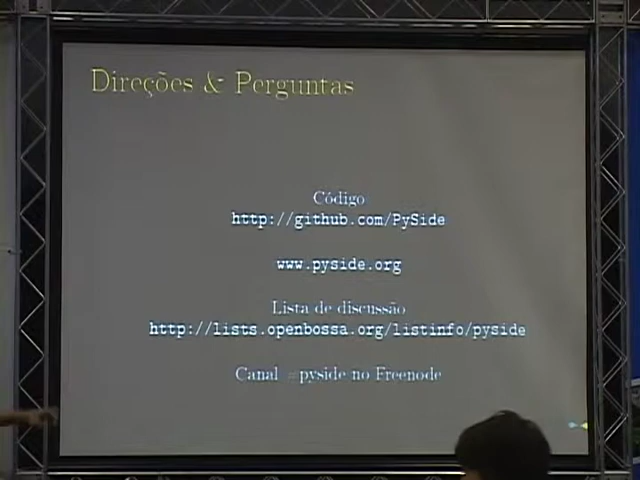 Direções & Perguntas
Código
http://github.com/PySide
www.pyside.org
Lista de discussão
http://lists.openbossa.org/listinfo/pyside
Canal #pyside no Freenode